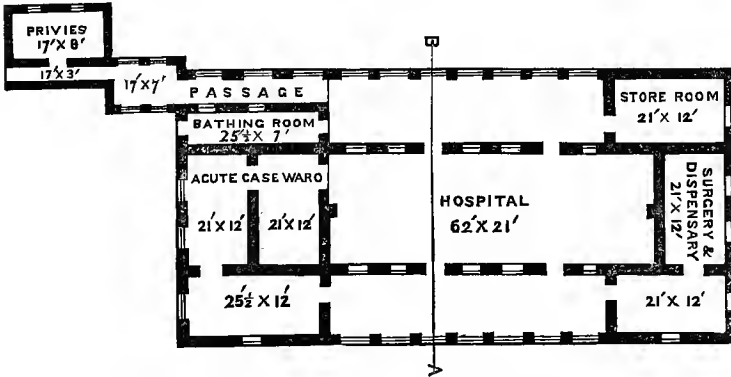 PRIVIES
17' X 8'
17' X 3'
17' X 7'
PASSAGE
BATHING ROOM
25½' X 7'
ACUTE CASE WARD
21' X 12'
21' X 12'
25½' X 12'
B
HOSPITAL
62' X 21'
A
STORE ROOM
21' X 12'
SURGERY &
DISPENSARY
21' X 12'
21' X 12'